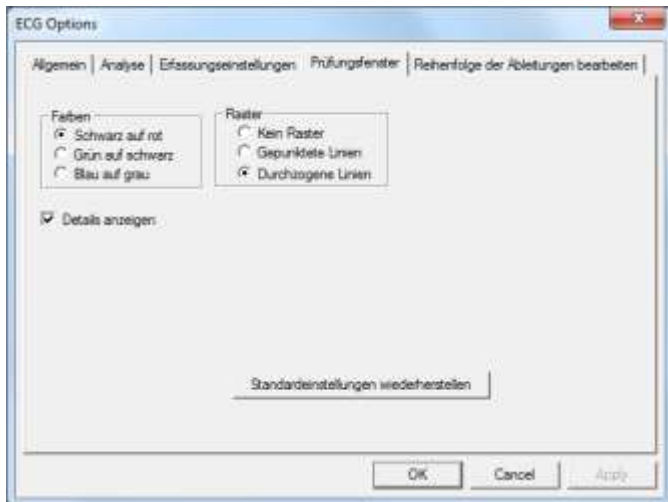 ECG Options
Allgemein
Analyse
Erfassungseinstellungen
Prüfungsfenster
Reihenfolge der Ableitungen bearbeiten
Farben
Schwarz auf rot
Grün auf schwarz
Blau auf grau
Raster
Kein Raster
Gepunktete Linien
Durchzogene Linien
Details anzeigen
Standardeinstellungen wiederherstellen
OK
Cancel
Apply